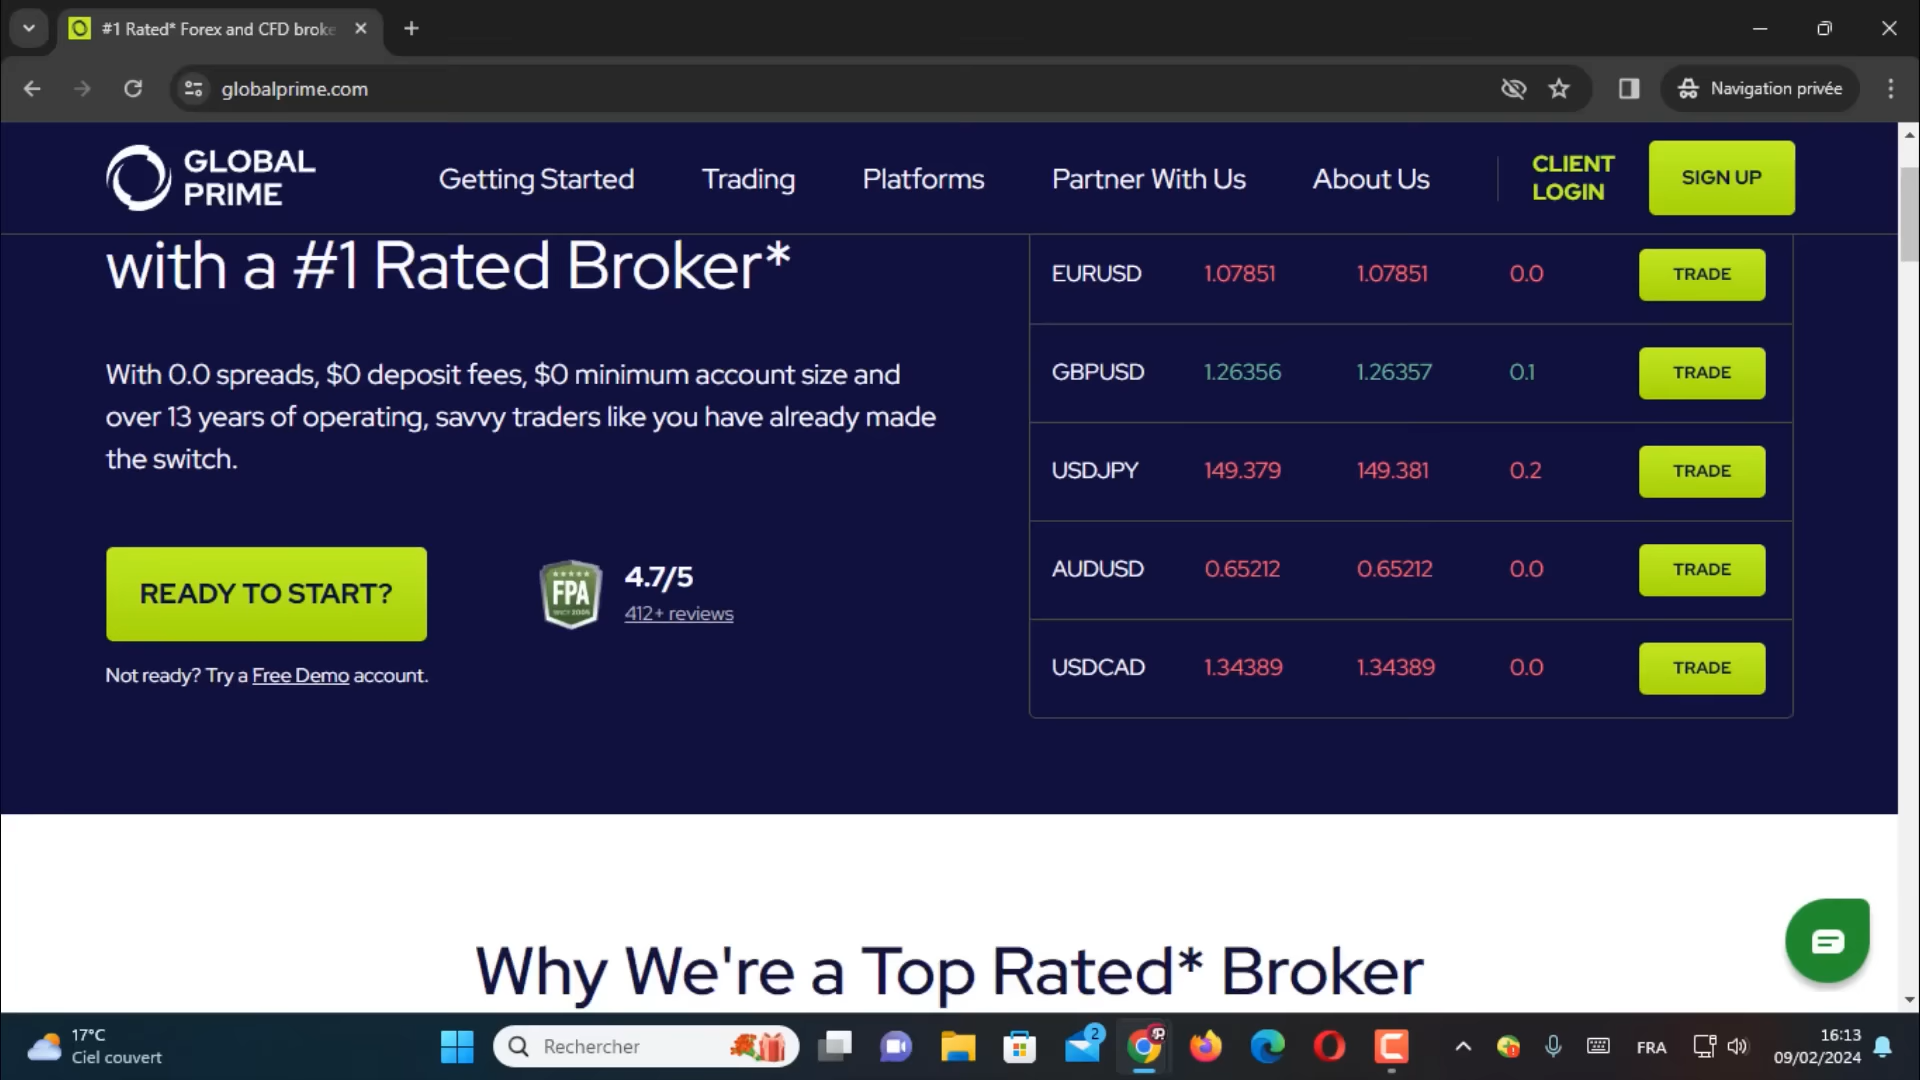 #1 Rated* Forex and CFD broke
globalprime.com
Navigation privée
GLOBAL
PRIME
Getting Started
Trading
Platforms
Partner With Us
About Us
CLIENT
LOGIN
SIGN UP
with a #1 Rated Broker*
With 0.0 spreads, $0 deposit fees, $0 minimum account size and
over 13 years of operating, savvy traders like you have already made
the switch.
READY TO START?
FPA
SINCE 2005
4.7/5
412+ reviews
Not ready? Try a Free Demo account.
EURUSD 1.07851 1.07851 0.0 TRADE
GBPUSD 1.26356 1.26357 0.1 TRADE
USDJPY 149.379 149.381 0.2 TRADE
AUDUSD 0.65212 0.65212 0.0 TRADE
USDCAD 1.34389 1.34389 0.0 TRADE
Why We're a Top Rated* Broker
17°C
Ciel couvert
Rechercher
2
FRA
16:13
09/02/2024